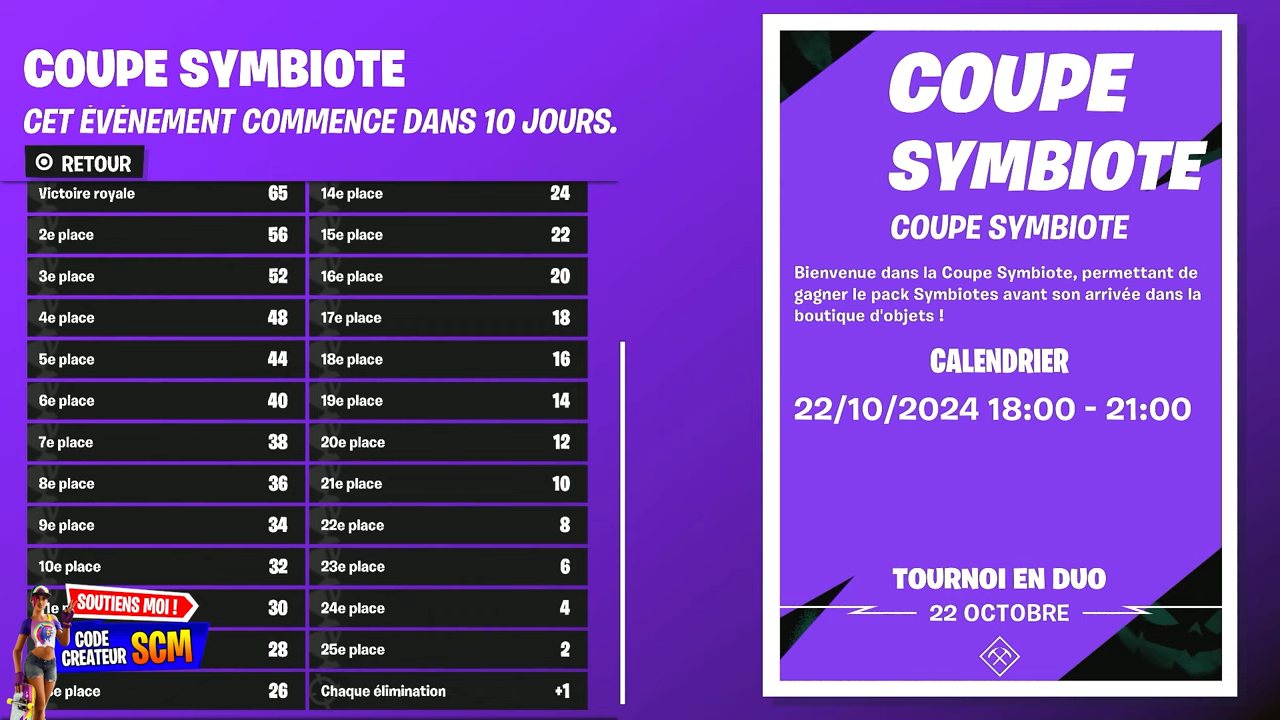 COUPE SYMBIOTE
CET ÉVÉNEMENT COMMENCE DANS 10 JOURS.
RETOUR
Victoire royale 65
2e place 56
3e place 52
4e place 48
5e place 44
6e place 40
7e place 38
8e place 36
9e place 34
10e place 32
30
28
e place 26
14e place 24
15e place 22
16e place 20
17e place 18
18e place 16
19e place 14
20e place 12
21e place 10
22e place 8
23e place 6
24e place 4
25e place 2
Chaque élimination +1
SOUTIENS MOI !
CODE
CREATEUR SCM
COUPE
SYMBIOTE
COUPE SYMBIOTE
Bienvenue dans la Coupe Symbiote, permettant de
gagner le pack Symbiotes avant son arrivée dans la
boutique d'objets !
CALENDRIER
22/10/2024 18:00 - 21:00
TOURNOI EN DUO
22 OCTOBRE